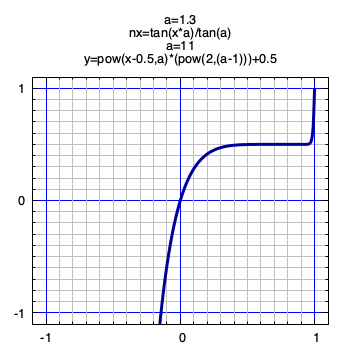 a=1.3
nx=tan(x*a)/tan(a)
a=11
y=pow(x-0.5,a)*(pow(2,(a-1)))+0.5
1
0
-1
-1
0
1